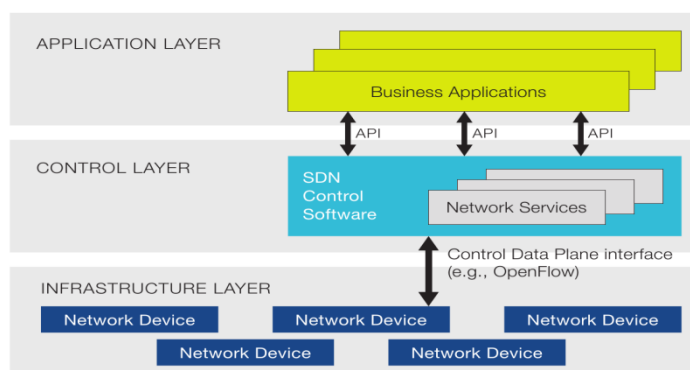 APPLICATION LAYER
Business Applications
API
API
API
CONTROL LAYER
SDN
Control
Software
Network Services
Control Data Plane interface
(e.g., OpenFlow)
INFRASTRUCTURE LAYER
Network Device
Network Device
Network Device
Network Device
Network Device